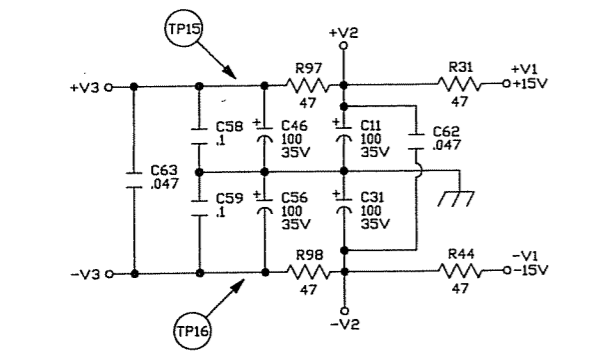 TP15
+V2
R97
47
R31
47
+V1
+15V
+V3
C58
.1
+
C46
100
35V
+
C11
100
35V
C62
.047
C63
.047
C59
.1
+
C56
100
35V
+
C31
100
35V
R98
47
R44
47
-V1
-15V
-V3
TP16
-V2